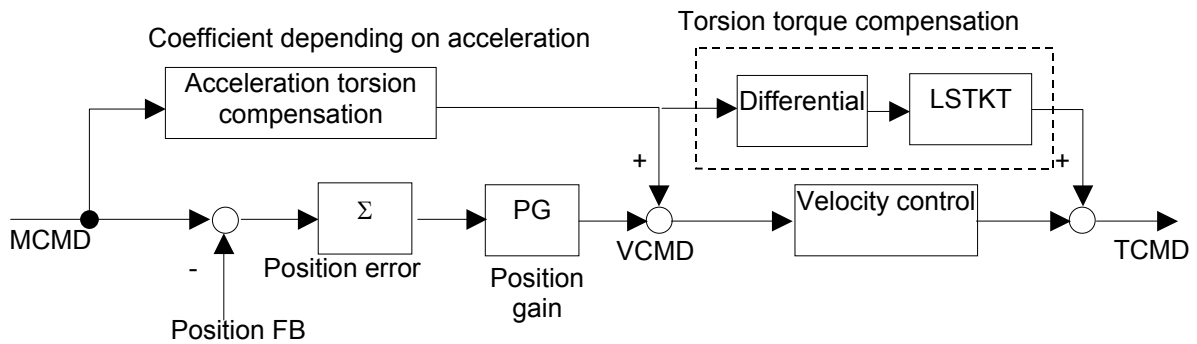 Torsion torque compensation
Coefficient depending on acceleration
Acceleration torsion
compensation
Differential
LSTKT
+
+
Σ
PG
Velocity control
MCMD
-
Position error
VCMD
TCMD
Position
gain
Position FB